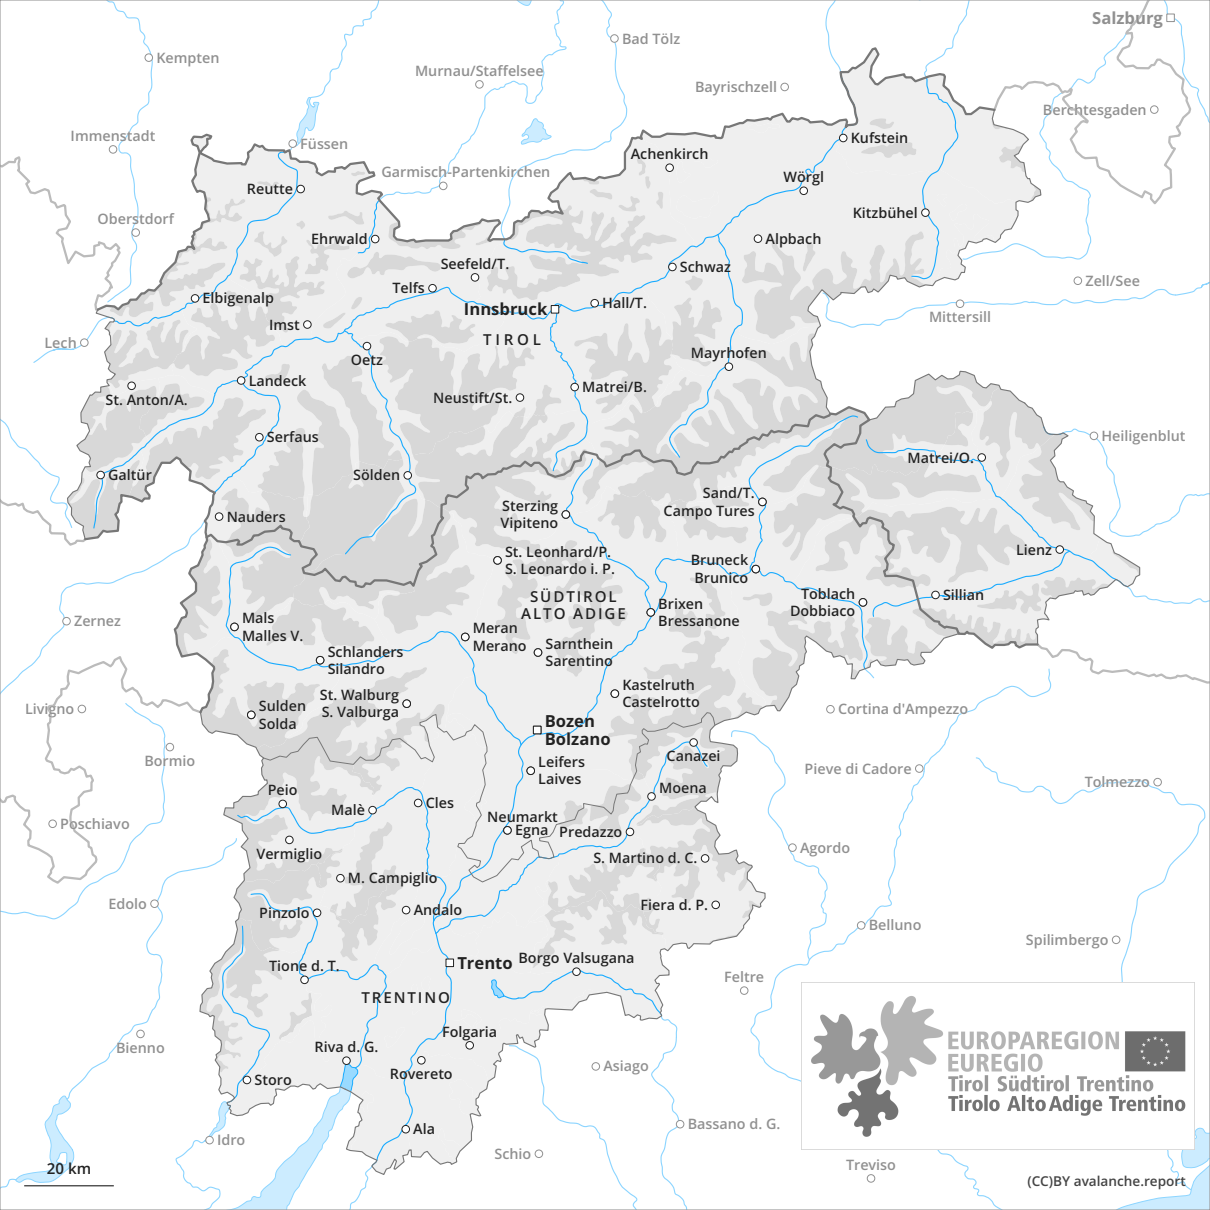 Salzburg
Bad Tölz
Kempten
Murnau/Staffelsee
Bayrischzell
Berchtesgaden
Immenstadt
Füssen
Kufstein
Achenkirch
Garmisch-Partenkirchen
Wörgl
Reutte
Oberstdorf
Kitzbühel
Ehrwald
Alpbach
Seefeld/T.
Schwaz
Zell/See
Telfs
Elbigenalp
Hall/T.
Innsbruck
Mittersill
Imst
TIROL
Lech
Oetz
Mayrhofen
Landeck
Matrei/B.
St. Anton/A.
Neustift/St.
Serfaus
Heiligenblut
Matrei/O.
Galtür
Sölden
Sand/T.
Campo Tures
Sterzing
Vipiteno
Nauders
St. Leonhard/P.
S. Leonardo i. P.
Lienz
Bruneck
Brunico
SÜDTIROL
ALTO ADIGE
Toblach
Dobbiaco
Sillian
Brixen
Bressanone
Zernez
Mals
Malles V.
Meran
Merano
Sarnthein
Sarentino
Schlanders
Silandro
Kastelruth
Castelrotto
St. Walburg
S. Valburga
Sulden
Solda
Livigno
Cortina d'Ampezzo
Bozen
Bolzano
Bormio
Canazei
Leifers
Laives
Pieve di Cadore
Tolmezzo
Peio
Moena
Malè
Cles
Neumarkt
Egna
Predazzo
Poschiavo
Vermiglio
Agordo
S. Martino d. C.
M. Campiglio
Edolo
Pinzolo
Andalo
Fiera d. P.
Belluno
Spilimbergo
Tione d. T.
Trento
Borgo Valsugana
Feltre
TRENTINO
Folgaria
Bienno
Riva d. G.
Asiago
Rovereto
Storo
EUROPAREGION
EUREGIO
Tirol Südtirol Trentino
Tirolo Alto Adige Trentino
Ala
Bassano d. G.
Idro
Schio
Treviso
20 km
(CC)BY avalanche.report